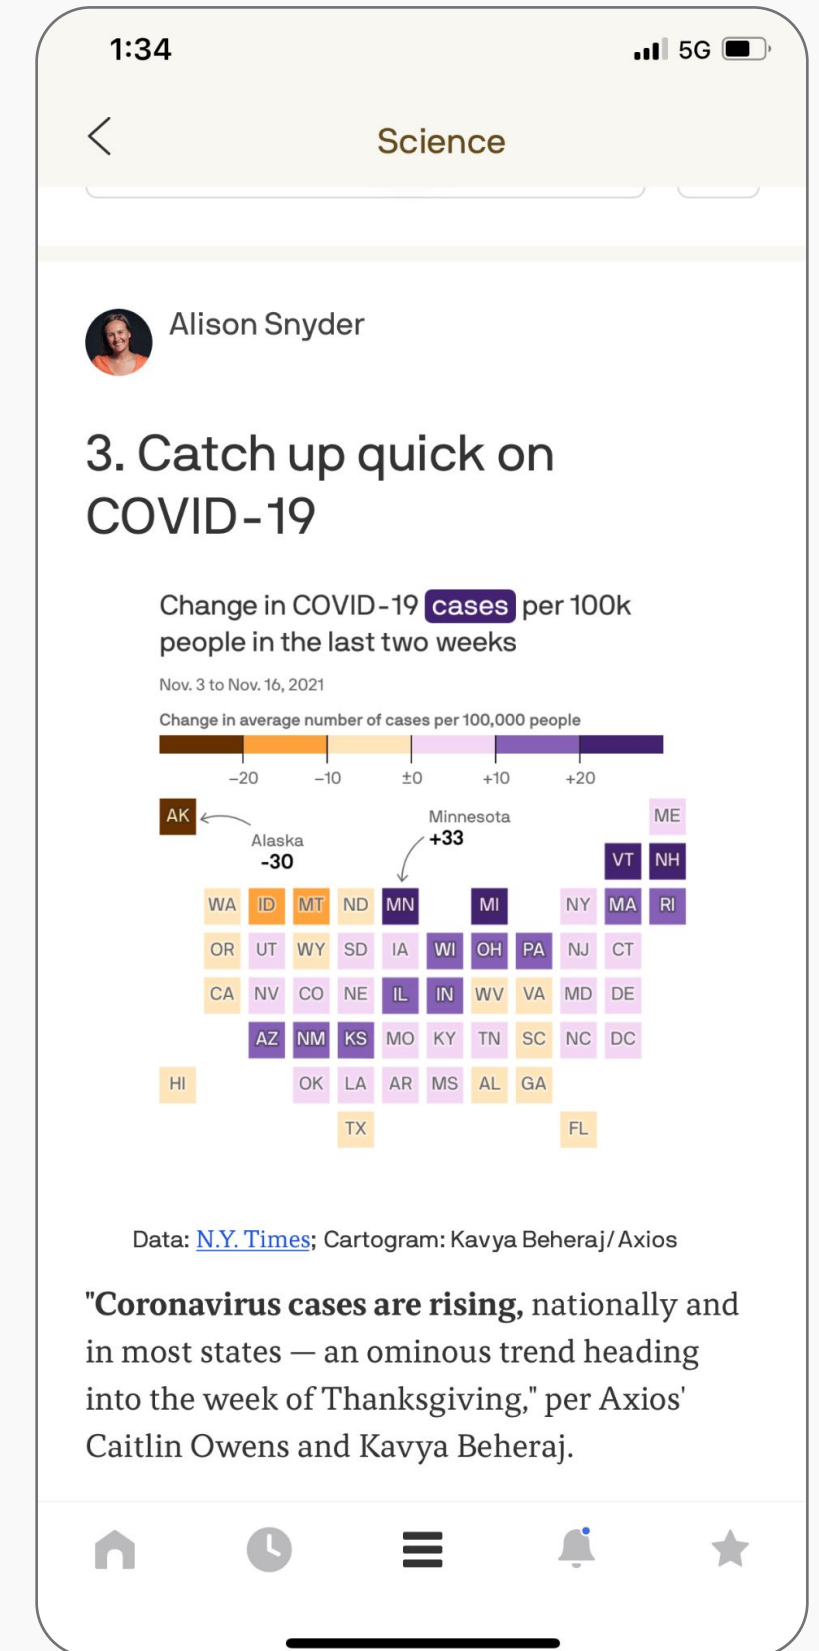 1:34
5G
Science
Alison Snyder
3. Catch up quick on
COVID-19
Change in COVID-19 cases per 100k
people in the last two weeks
Nov. 3 to Nov. 16, 2021
Change in average number of cases per 100,000 people
−20 −10 ±0 +10 +20
AK
Alaska
-30
Minnesota
+33
ME
VT NH
WA ID MT ND MN MI NY MA RI
OR UT WY SD IA WI OH PA NJ CT
CA NV CO NE IL IN WV VA MD DE
AZ NM KS MO KY TN SC NC DC
HI OK LA AR MS AL GA
TX FL
Data: N.Y. Times; Cartogram: Kavya Beheraj/Axios
"Coronavirus cases are rising, nationally and
in most states — an ominous trend heading
into the week of Thanksgiving," per Axios'
Caitlin Owens and Kavya Beheraj.